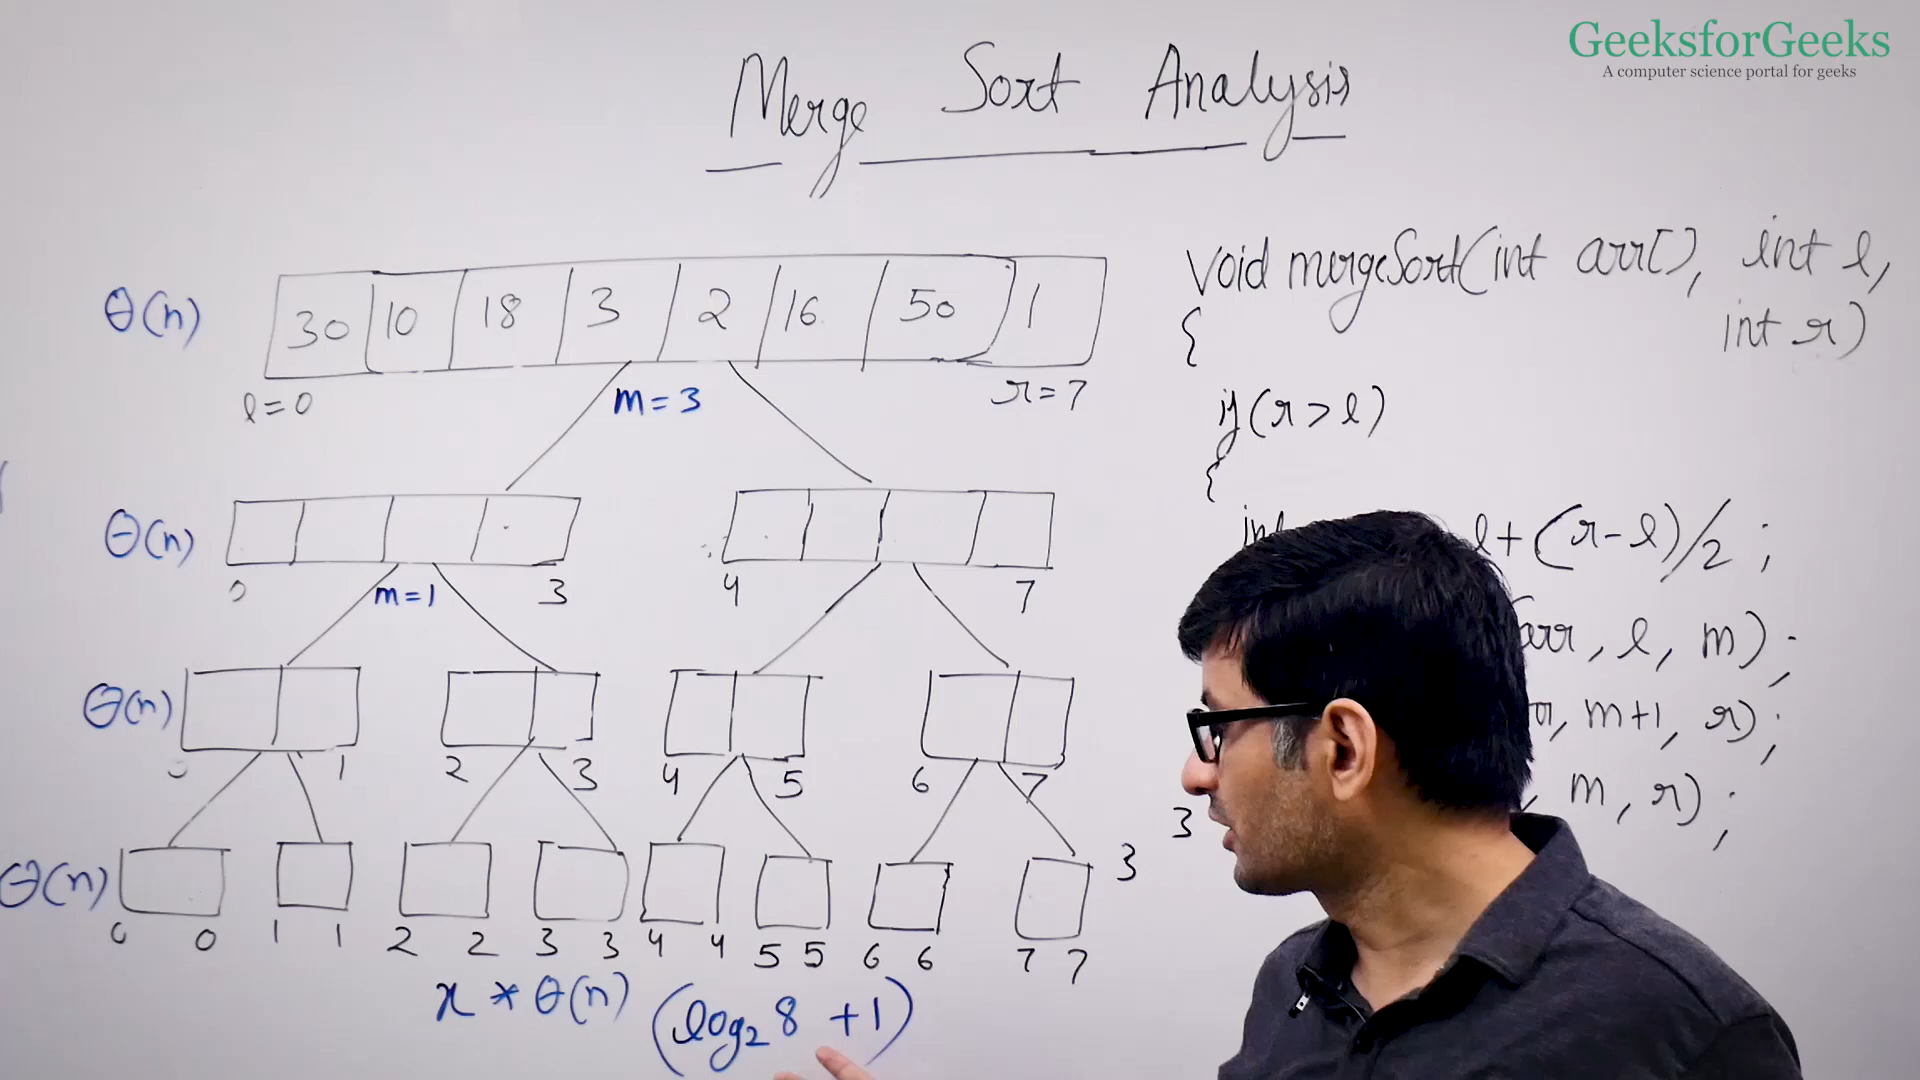 GeeksforGeeks
A computer science portal for geeks
Merge Sort Analysis
void mergeSort(int arr[], int l,
int r)
{
if(r>l)
{
l+(r-l)/2;
arr, l, m);
m+1, r);
, m, r);
θ(n) 30 10 18 3 2 16 50 1
l=0 m=3 r=7
θ(n)
0 m=1 3 4 7
θ(n)
0 1 2 3 4 5 6 7
3 3
θ(n)
0 0 1 1 2 2 3 3 4 4 5 5 6 6 7 7
x * θ(n) (log₂8 +1)